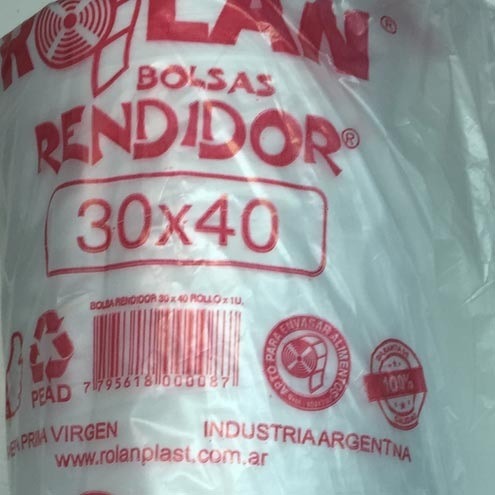 ROLAN®
BOLSAS
RENDIDOR®
30x40
BOLSA RENDIDOR 30 x 40 ROLLO x 1U.
7 795618 000087
PEAD
APTO PARA ENVASAR ALIMENTOS
100%
PRIMA VIRGEN
INDUSTRIA ARGENTNA
www.rolanplast.com.ar